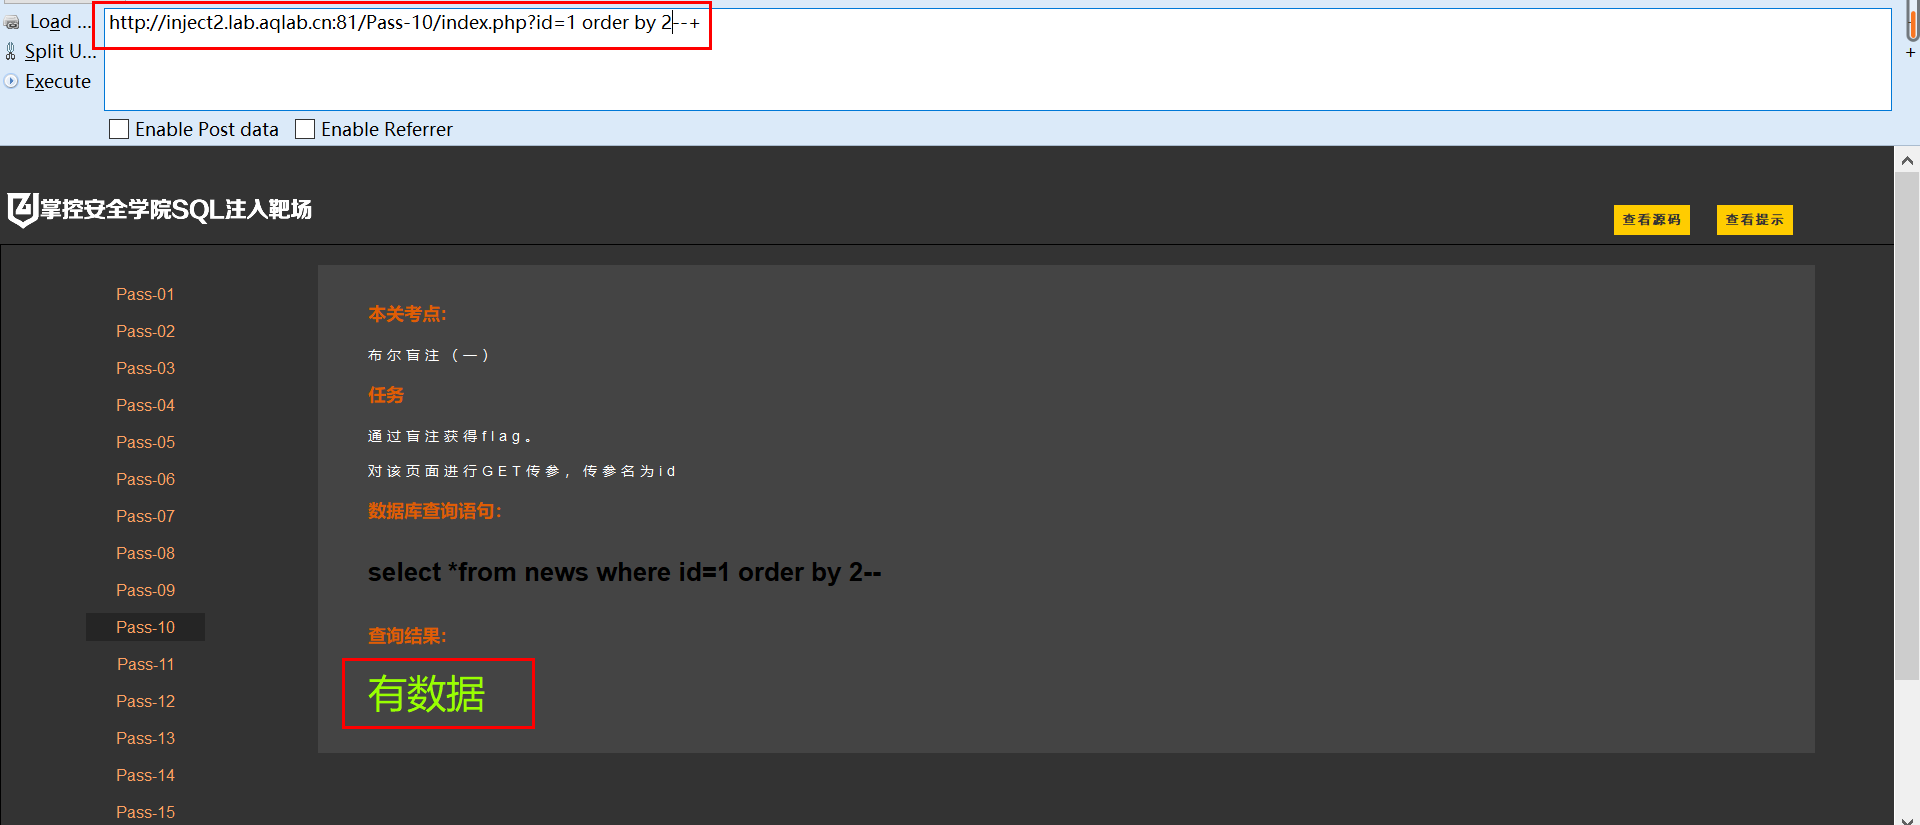 Load ...
http://inject2.lab.aqlab.cn:81/Pass-10/index.php?id=1 order by 2--+
Split U...
+
Execute
Enable Post data
Enable Referrer
掌控安全学院SQL注入靶场
查看源码
查看提示
Pass-01
Pass-02
Pass-03
Pass-04
Pass-05
Pass-06
Pass-07
Pass-08
Pass-09
Pass-10
Pass-11
Pass-12
Pass-13
Pass-14
Pass-15
本关考点:
布尔盲注（一）
任务
通过盲注获得flag。
对该页面进行GET传参，传参名为id
数据库查询语句:
select *from news where id=1 order by 2--
查询结果:
有数据